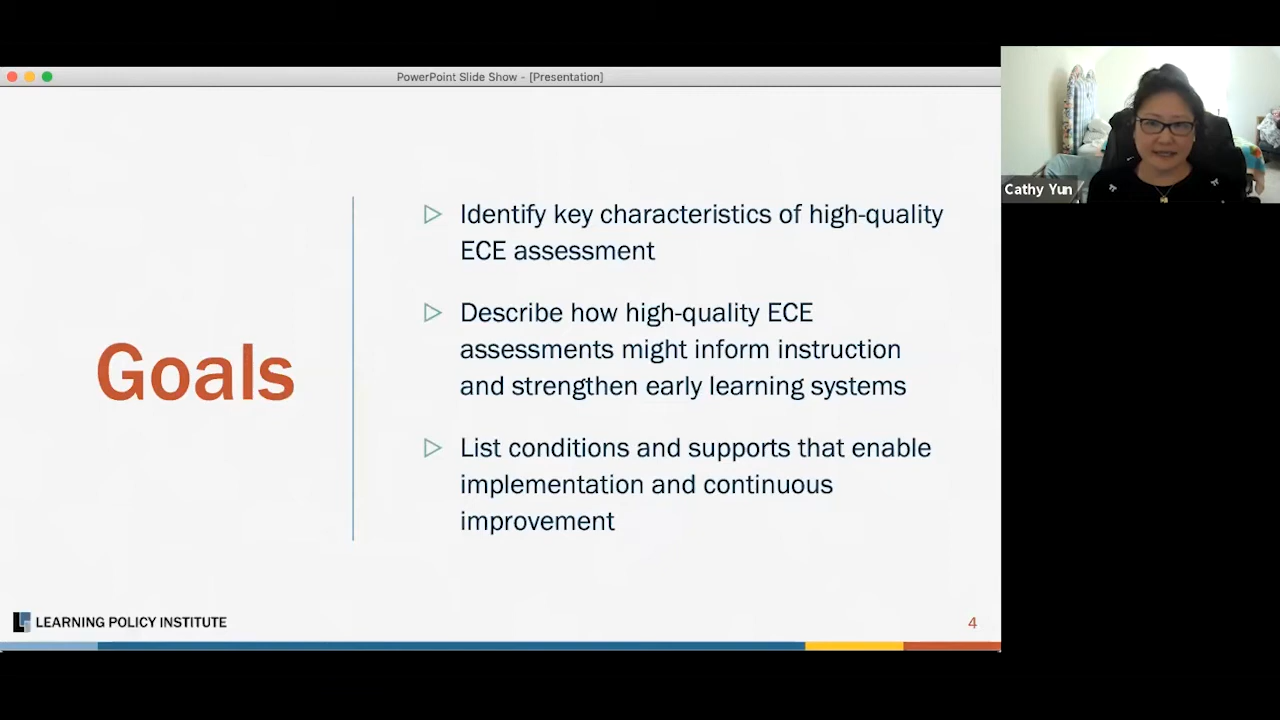 PowerPoint Slide Show - [Presentation]
Cathy Yun
Goals
Identify key characteristics of high-quality
ECE assessment
Describe how high-quality ECE
assessments might inform instruction
and strengthen early learning systems
List conditions and supports that enable
implementation and continuous
improvement
LEARNING POLICY INSTITUTE
4